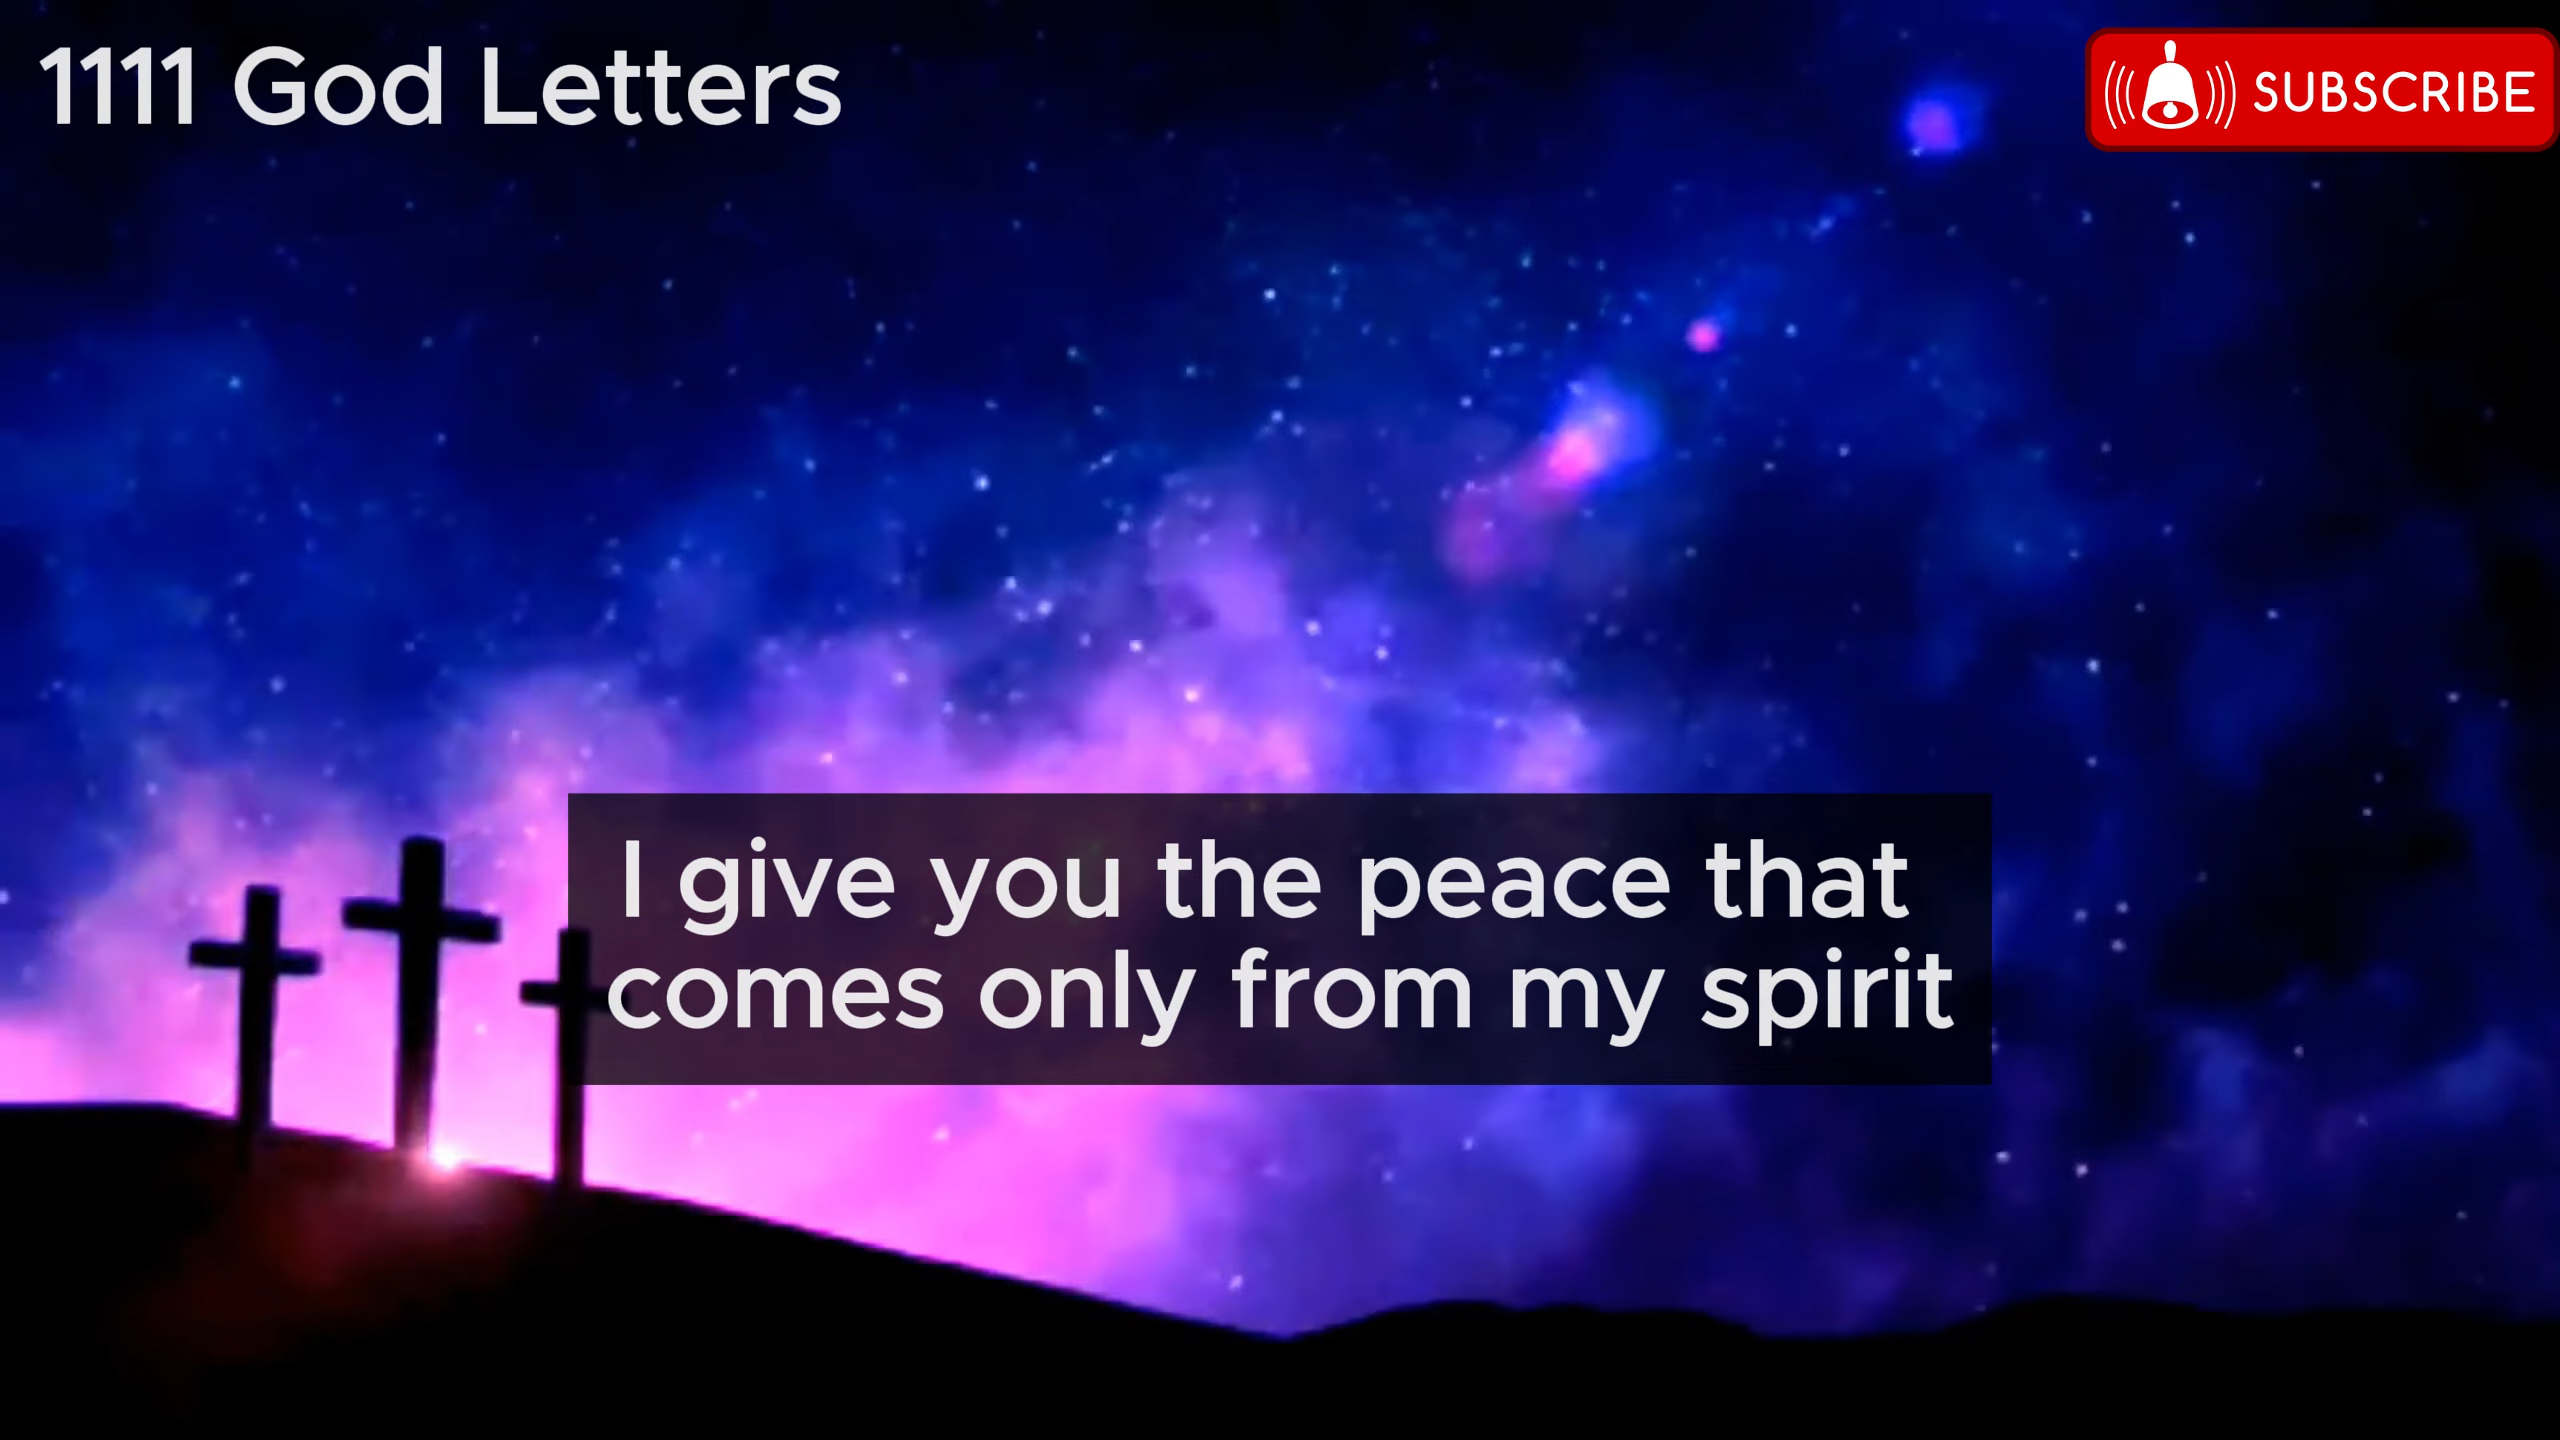 1111 God Letters
SUBSCRIBE
I give you the peace that
comes only from my spirit